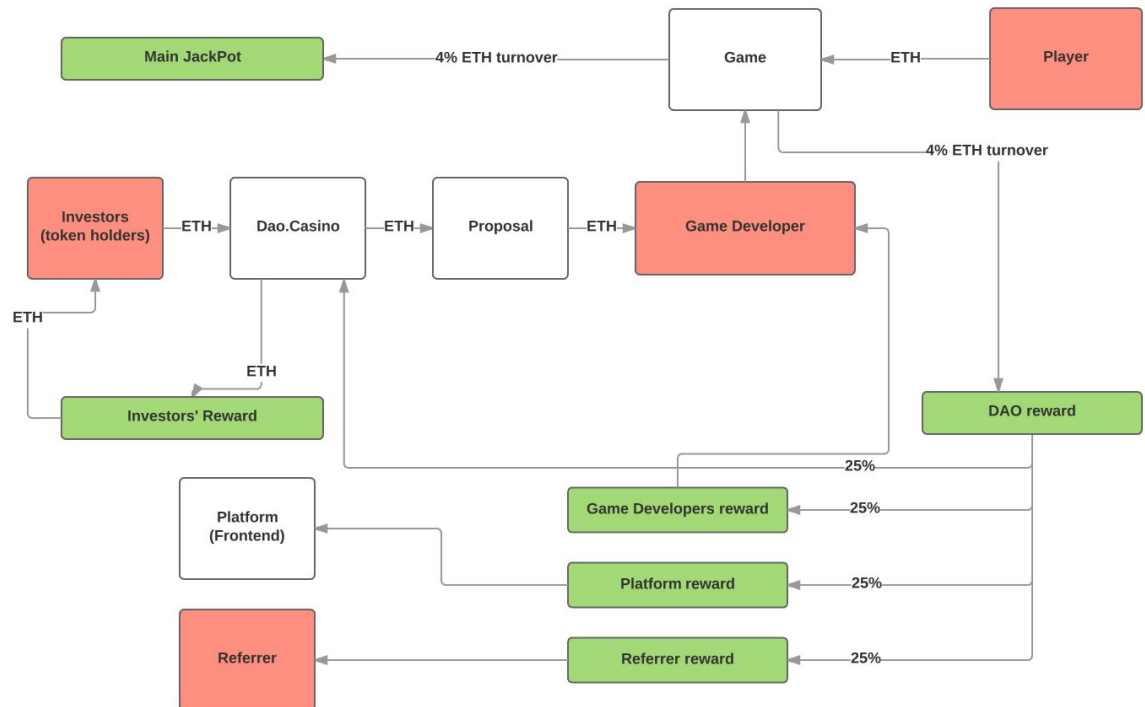 Main JackPot
4% ETH turnover
Game
ETH
Player
4% ETH turnover
Investors
(token holders)
ETH
Dao.Casino
ETH
Proposal
ETH
Game Developer
ETH
ETH
Investors' Reward
DAO reward
25%
Platform
(Frontend)
Game Developers reward
25%
Platform reward
25%
Referrer
Referrer reward
25%